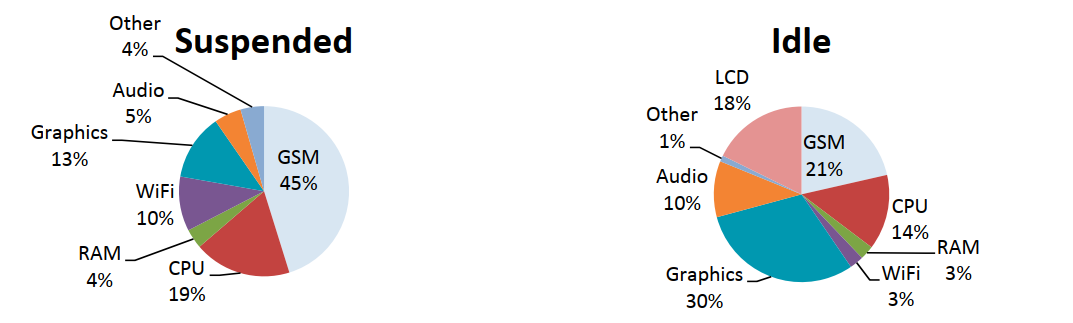 Suspended
Other
4%
Audio
5%
Graphics
13%
WiFi
10%
RAM
4%
CPU
19%
GSM
45%
Idle
LCD
18%
Other
1%
Audio
10%
Graphics
30%
GSM
21%
CPU
14%
RAM
3%
WiFi
3%